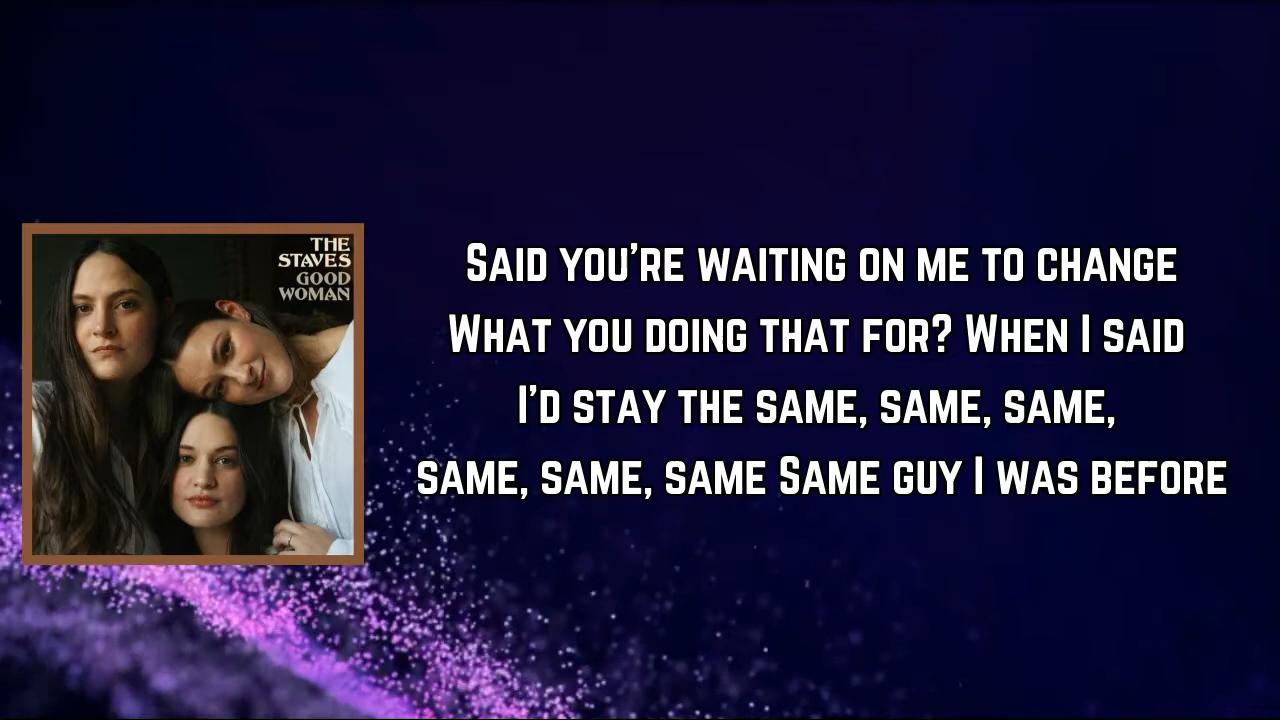 THE
STAVES
GOOD
WOMAN
Said you're waiting on me to change
What you doing that for? When I said
I'd stay the same, same, same,
same, same, same Same guy I was before